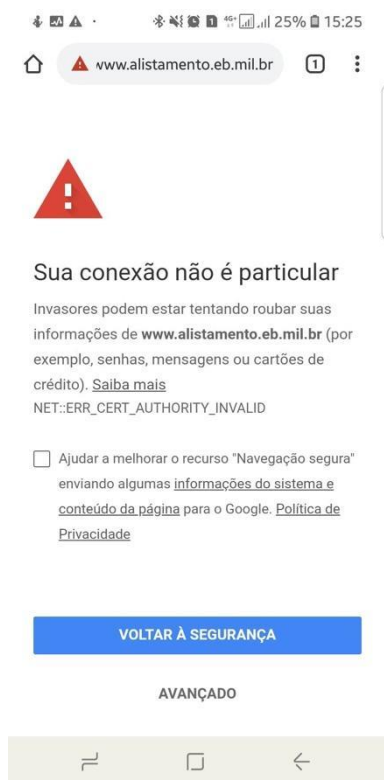 4G+ 25% 15:25
www.alistamento.eb.mil.br 1
Sua conexão não é particular
Invasores podem estar tentando roubar suas
informações de www.alistamento.eb.mil.br (por
exemplo, senhas, mensagens ou cartões de
crédito). Saiba mais
NET::ERR_CERT_AUTHORITY_INVALID
Ajudar a melhorar o recurso "Navegação segura"
enviando algumas informações do sistema e
conteúdo da página para o Google. Política de
Privacidade
VOLTAR À SEGURANÇA
AVANÇADO